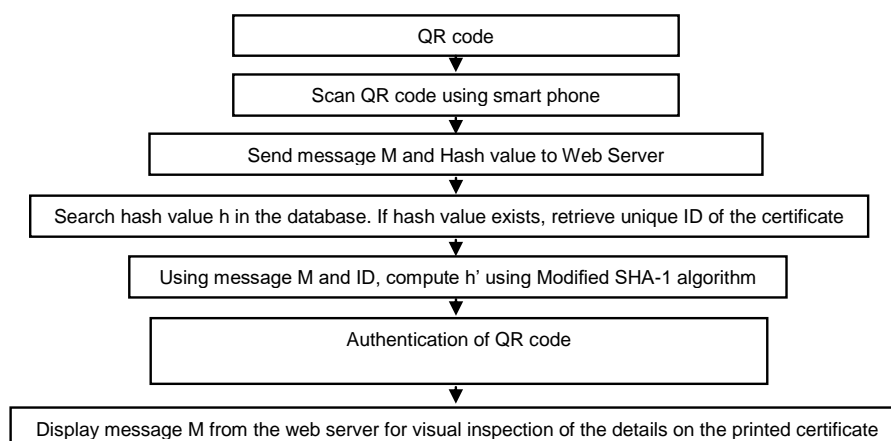 QR code
Scan QR code using smart phone
Send message M and Hash value to Web Server
Search hash value h in the database. If hash value exists, retrieve unique ID of the certificate
Using message M and ID, compute h’ using Modified SHA-1 algorithm
Authentication of QR code
Display message M from the web server for visual inspection of the details on the printed certificate